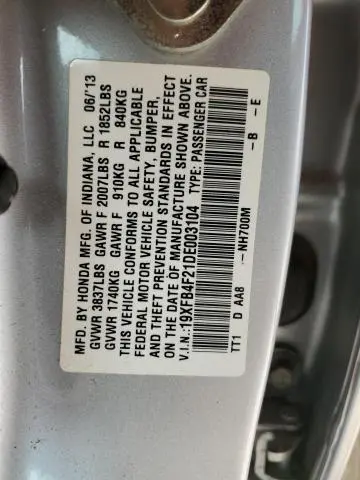 MFD. BY HONDA MFG. OF INDIANA, LLC 06/'13
GVWR 3837LBS GAWR F 2007LBS R 1852LBS
GVWR 1740KG GAWR F 910KG R 840KG
THIS VEHICLE CONFORMS TO ALL APPLICABLE
FEDERAL MOTOR VEHICLE SAFETY, BUMPER,
AND THEFT PREVENTION STANDARDS IN EFFECT
ON THE DATE OF MANUFACTURE SHOWN ABOVE.
V.I.N.:19XFB4F21DE003104 TYPE: PASSENGER CAR
TT1 D AA8 -NH700M -B -E